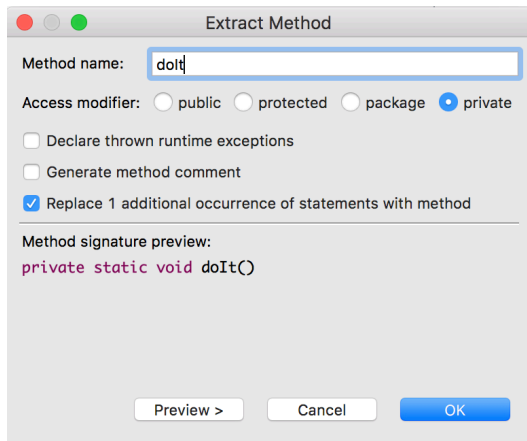 Extract Method
Method name: doIt
Access modifier: public protected package private
Declare thrown runtime exceptions
Generate method comment
Replace 1 additional occurrence of statements with method
Method signature preview:
private static void doIt()
Preview > Cancel OK